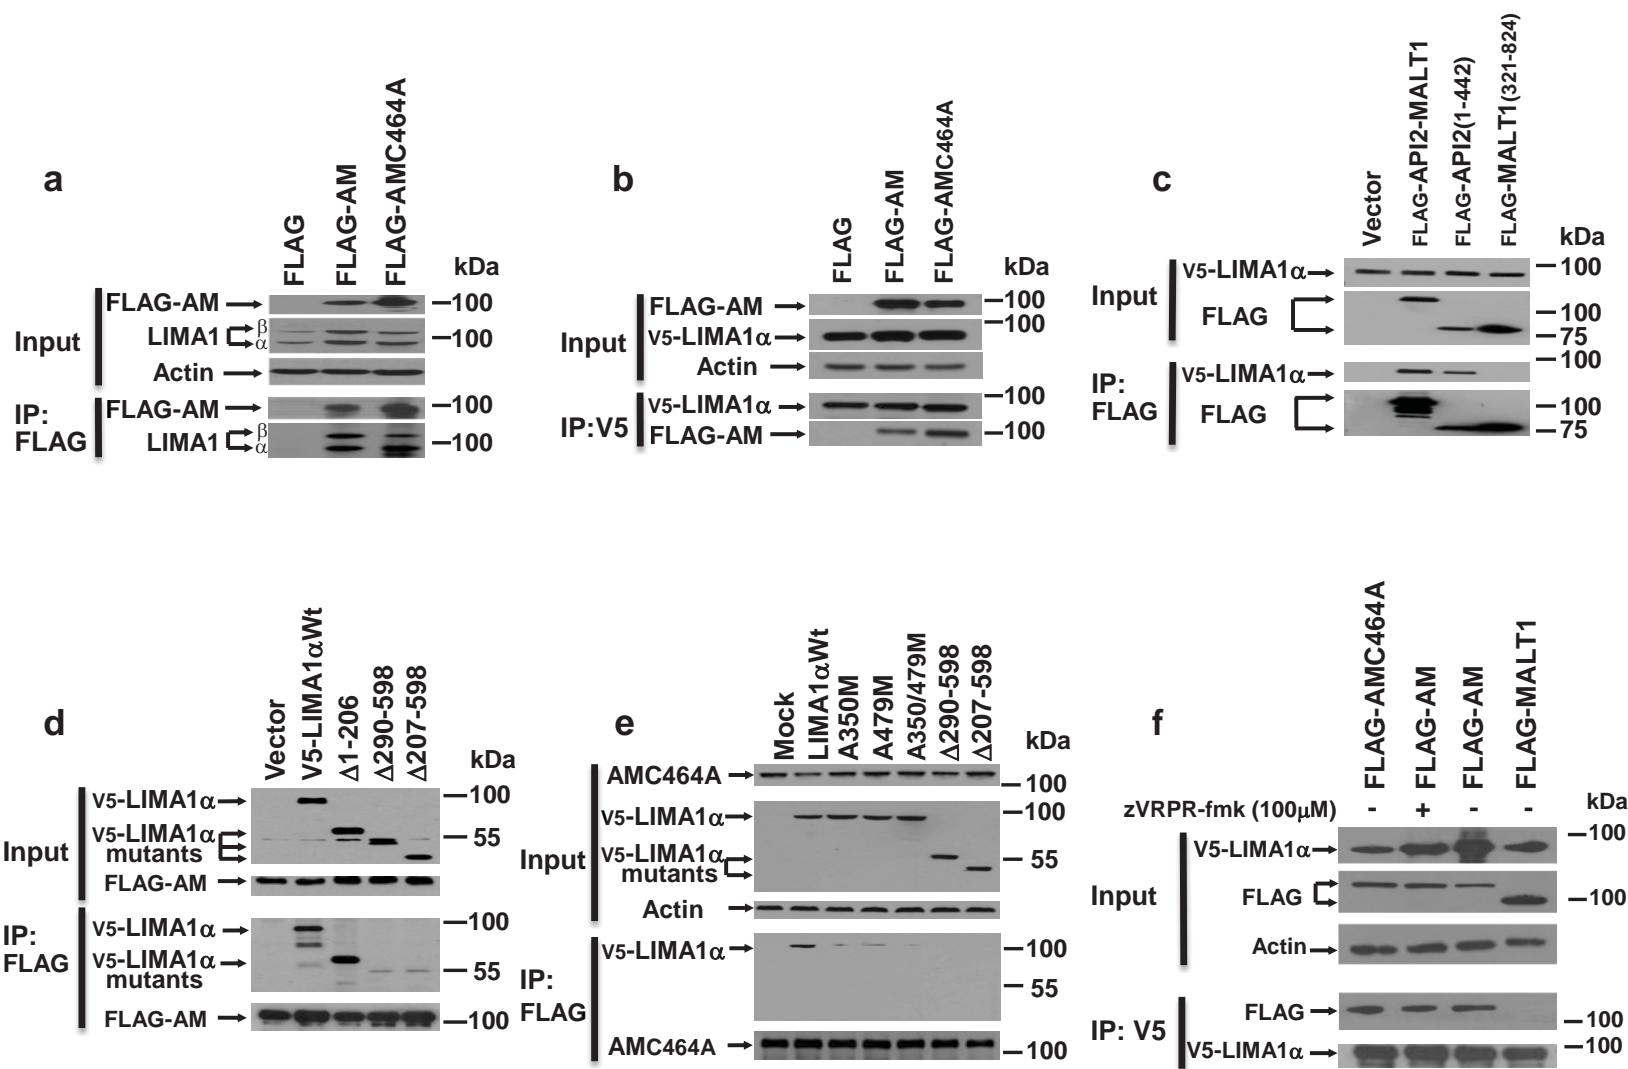 a
FLAG
FLAG-AM
FLAG-AMC464A
kDa
Input
FLAG-AM
100
LIMA1
β
α
100
Actin
IP:
FLAG
FLAG-AM
100
LIMA1
β
α
100
b
FLAG
FLAG-AM
FLAG-AMC464A
kDa
Input
FLAG-AM
100
100
V5-LIMA1α
Actin
IP:V5
V5-LIMA1α
100
FLAG-AM
100
c
Vector
FLAG-API2-MALT1
FLAG-API2(1-442)
FLAG-MALT1(321-824)
kDa
Input
V5-LIMA1α
100
FLAG
100
75
IP:
FLAG
V5-LIMA1α
100
FLAG
100
75
d
Vector
V5-LIMA1αWt
Δ1-206
Δ290-598
Δ207-598
kDa
Input
V5-LIMA1α
100
V5-LIMA1α
mutants
55
FLAG-AM
IP:
FLAG
V5-LIMA1α
100
V5-LIMA1α
mutants
55
FLAG-AM
100
e
Mock
LIMA1αWt
A350M
A479M
A350/479M
Δ290-598
Δ207-598
kDa
Input
AMC464A
100
V5-LIMA1α
100
V5-LIMA1α
mutants
55
Actin
IP:
FLAG
V5-LIMA1α
100
55
AMC464A
100
f
FLAG-AMC464A
FLAG-AM
FLAG-AM
FLAG-MALT1
zVRPR-fmk (100μM) - + - -
kDa
Input
V5-LIMA1α
100
FLAG
100
Actin
IP: V5
FLAG
100
V5-LIMA1α
100